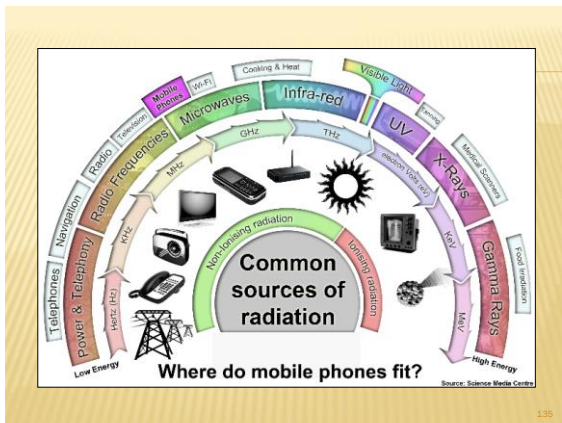 Telephones
Navigation
Radio
Television
Mobile
Phones
Wi-Fi
Cooking & Heat
Visible Light
Tanning
Medical Scanners
Food Irradiation
Power & Telephony
Radio Frequencies
Microwaves
Infra-red
UV
X-Rays
Gamma Rays
Hertz (Hz)
KHz
MHz
GHz
THz
electron Volts (eV)
KeV
MeV
Non-Ionising radiation
Ionising radiation
Common
sources of
radiation
Low Energy
High Energy
Where do mobile phones fit?
Source: Science Media Centre
135